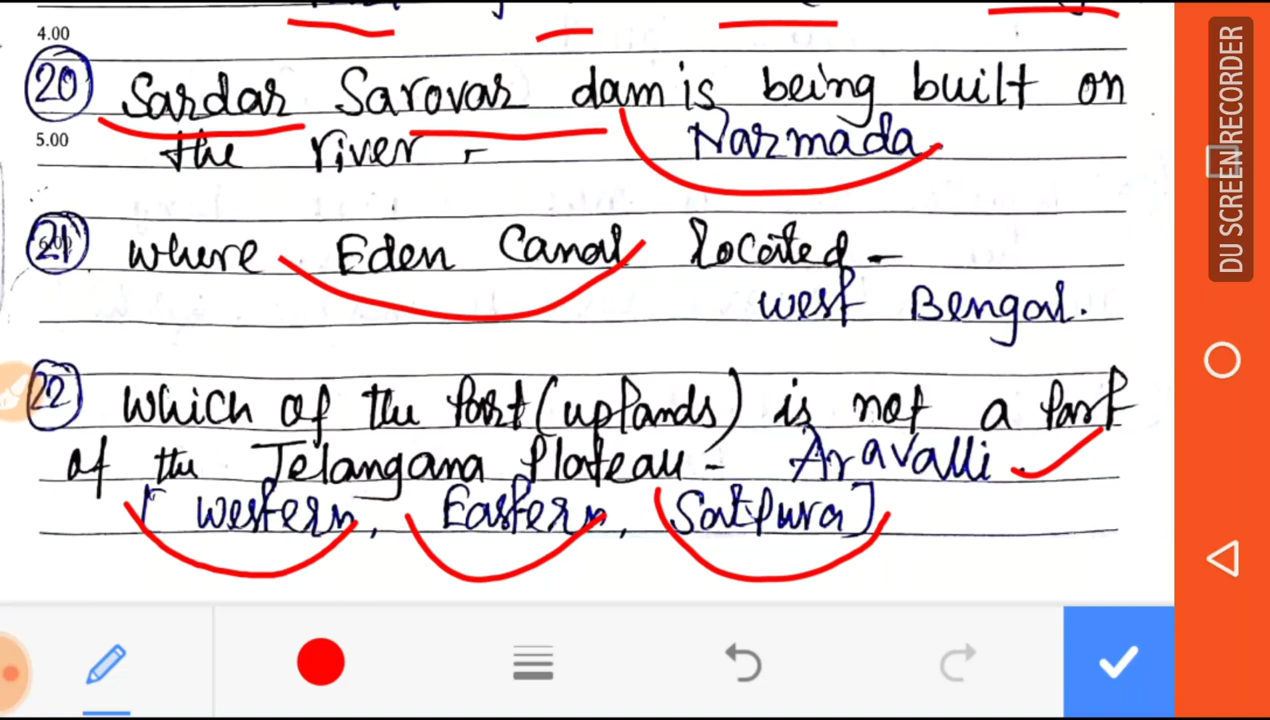 4.00
20 Sardar Sarovar dam is being built on
5.00 the river - Narmada.
21 where Eden Canal located -
west Bengal.
22 which of the Part (uplands) is not a Part
of the Telangana Plateau - Aravalli.
[ western, Eastern, Satpura]
DU SCREEN RECORDER